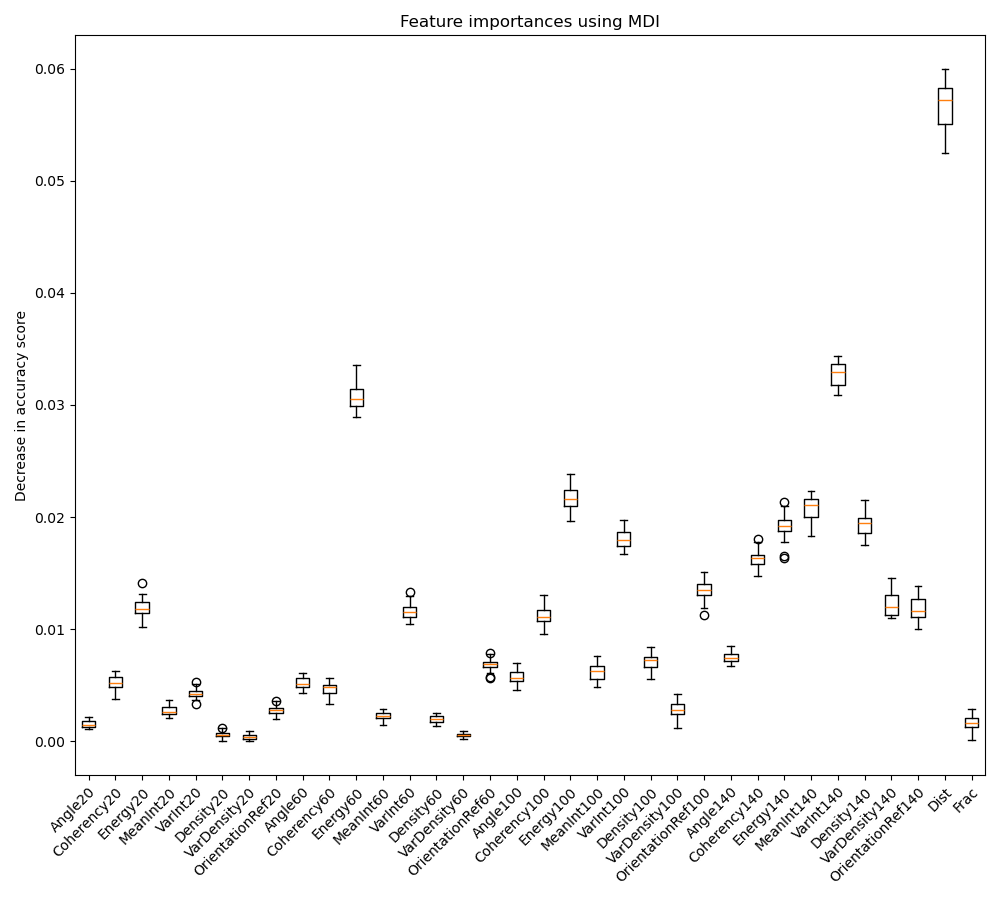 Feature importances using MDI
Decrease in accuracy score
0.06
0.05
0.04
0.03
0.02
0.01
0.00
Angle20
Coherency20
Energy20
MeanInt20
VarInt20
Density20
VarDensity20
OrientationRef20
Angle60
Coherency60
Energy60
MeanInt60
VarInt60
Density60
VarDensity60
OrientationRef60
Angle100
Coherency100
Energy100
MeanInt100
VarInt100
Density100
VarDensity100
OrientationRef100
Angle140
Coherency140
Energy140
MeanInt140
VarInt140
Density140
VarDensity140
OrientationRef140
Dist
Frac